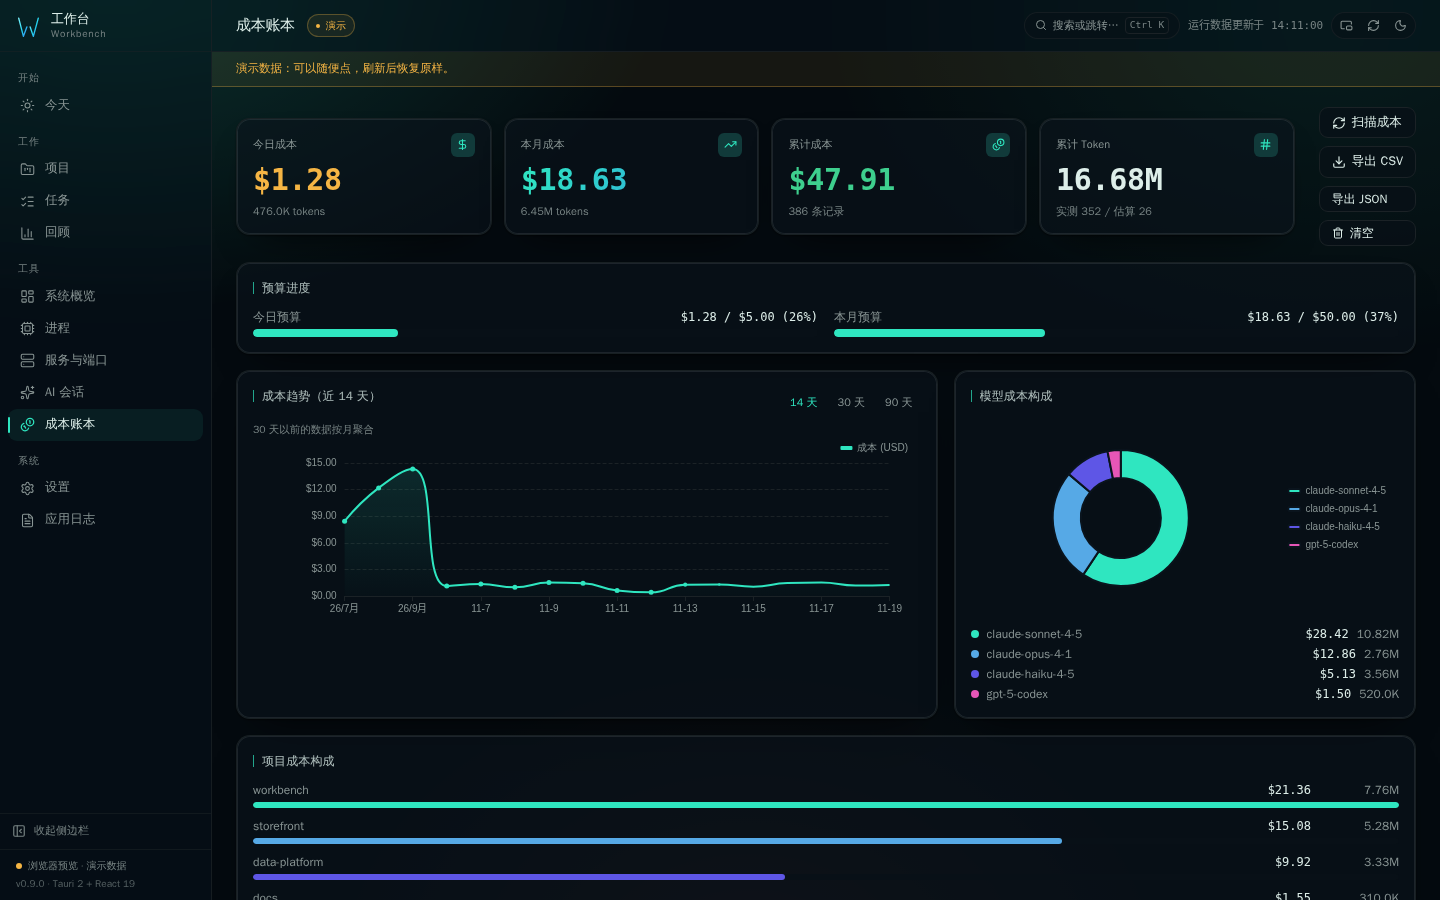 工作台
Workbench
开始
今天
工作
项目
任务
回顾
工具
系统概览
进程
服务与端口
AI 会话
成本账本
系统
设置
应用日志
收起侧边栏
浏览器预览 · 演示数据
v0.9.0 · Tauri 2 + React 19
成本账本
演示
搜索或跳转… Ctrl K
运行数据更新于 14:11:00
演示数据：可以随便点，刷新后恢复原样。
今日成本
$1.28
476.0K tokens
本月成本
$18.63
6.45M tokens
累计成本
$47.91
386 条记录
累计 Token
16.68M
实测 352 / 估算 26
扫描成本
导出 CSV
导出 JSON
清空
预算进度
今日预算 $1.28 / $5.00 (26%)
本月预算 $18.63 / $50.00 (37%)
成本趋势（近 14 天）
14 天 30 天 90 天
30 天以前的数据按月聚合
成本 (USD)
$15.00
$12.00
$9.00
$6.00
$3.00
$0.00
26/7月 26/9月 11-7 11-9 11-11 11-13 11-15 11-17 11-19
模型成本构成
claude-sonnet-4-5
claude-opus-4-1
claude-haiku-4-5
gpt-5-codex
claude-sonnet-4-5 $28.42 10.82M
claude-opus-4-1 $12.86 2.76M
claude-haiku-4-5 $5.13 3.56M
gpt-5-codex $1.50 520.0K
项目成本构成
workbench $21.36 7.76M
storefront $15.08 5.28M
data-platform $9.92 3.33M
docs $1.55 310.0K